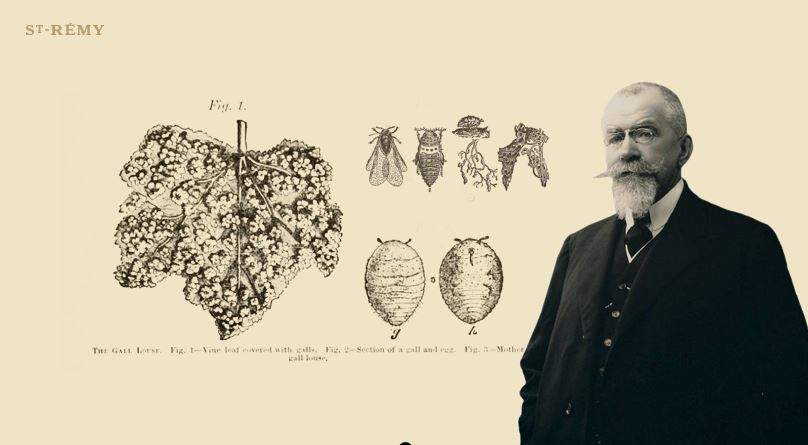 ST-RÉMY
Fig. 1.
g
h
THE GALL LOUSE. Fig. 1—Vine leaf covered with galls. Fig. 2—Section of a gall and egg. Fig. 3—Mother
gall louse.